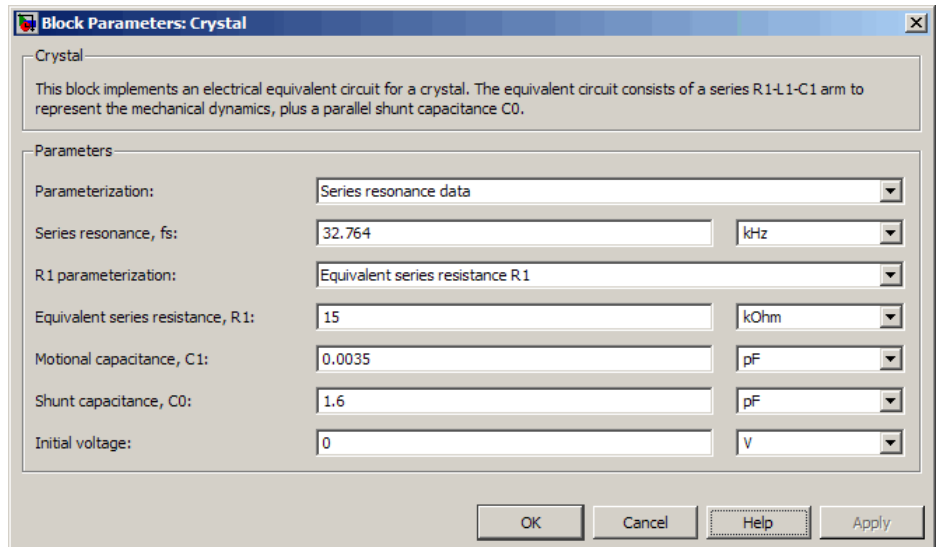 Block Parameters: Crystal
Crystal
This block implements an electrical equivalent circuit for a crystal. The equivalent circuit consists of a series R1-L1-C1 arm to
represent the mechanical dynamics, plus a parallel shunt capacitance C0.
Parameters
Parameterization: Series resonance data
Series resonance, fs: 32.764 kHz
R1 parameterization: Equivalent series resistance R1
Equivalent series resistance, R1: 15 kOhm
Motional capacitance, C1: 0.0035 pF
Shunt capacitance, C0: 1.6 pF
Initial voltage: 0 V
OK Cancel Help Apply